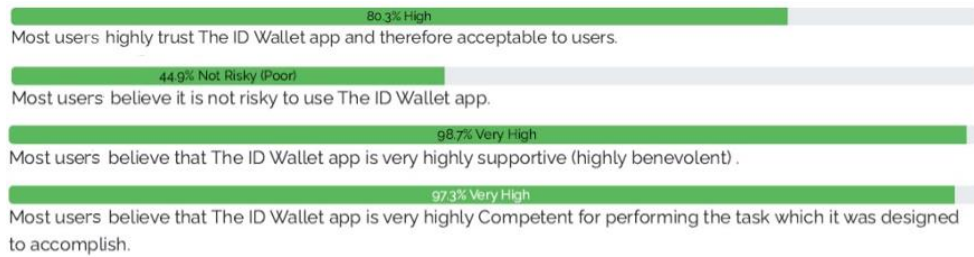 80.3% High
Most users highly trust The ID Wallet app and therefore acceptable to users.
44.9% Not Risky (Poor)
Most users believe it is not risky to use The ID Wallet app.
98.7% Very High
Most users believe that The ID Wallet app is very highly supportive (highly benevolent) .
97.3% Very High
Most users believe that The ID Wallet app is very highly Competent for performing the task which it was designed
to accomplish.